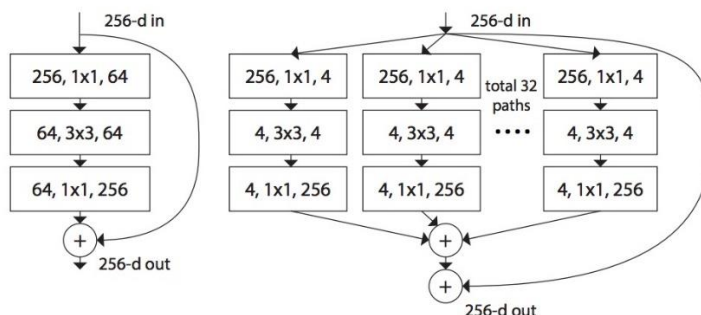 256-d in
256, 1x1, 64
64, 3x3, 64
64, 1x1, 256
+
256-d out
256-d in
256, 1x1, 4
256, 1x1, 4
total 32
paths
....
256, 1x1, 4
4, 3x3, 4
4, 3x3, 4
4, 3x3, 4
4, 1x1, 256
4, 1x1, 256
4, 1x1, 256
+
+
256-d out